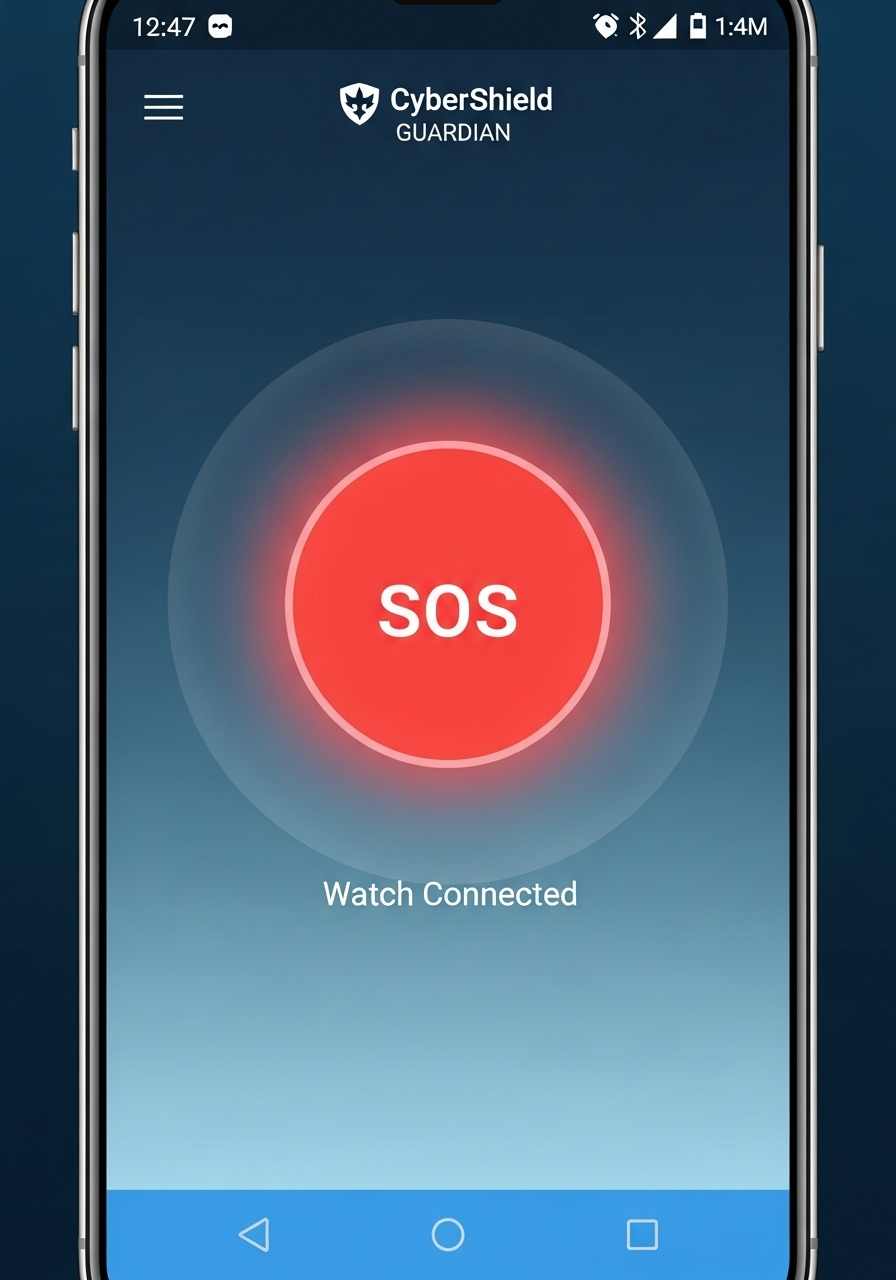 12:47
1:4M
CyberShield
GUARDIAN
SOS
Watch Connected